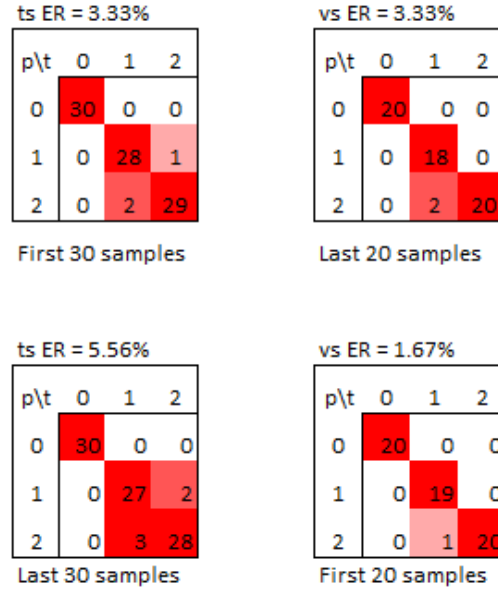 ts ER = 3.33%
p\t 0 1 2
0 30 0 0
1 0 28 1
2 0 2 29
First 30 samples
vs ER = 3.33%
p\t 0 1 2
0 20 0 0
1 0 18 0
2 0 2 20
Last 20 samples
ts ER = 5.56%
p\t 0 1 2
0 30 0 0
1 0 27 2
2 0 3 28
Last 30 samples
vs ER = 1.67%
p\t 0 1 2
0 20 0 0
1 0 19 0
2 0 1 20
First 20 samples